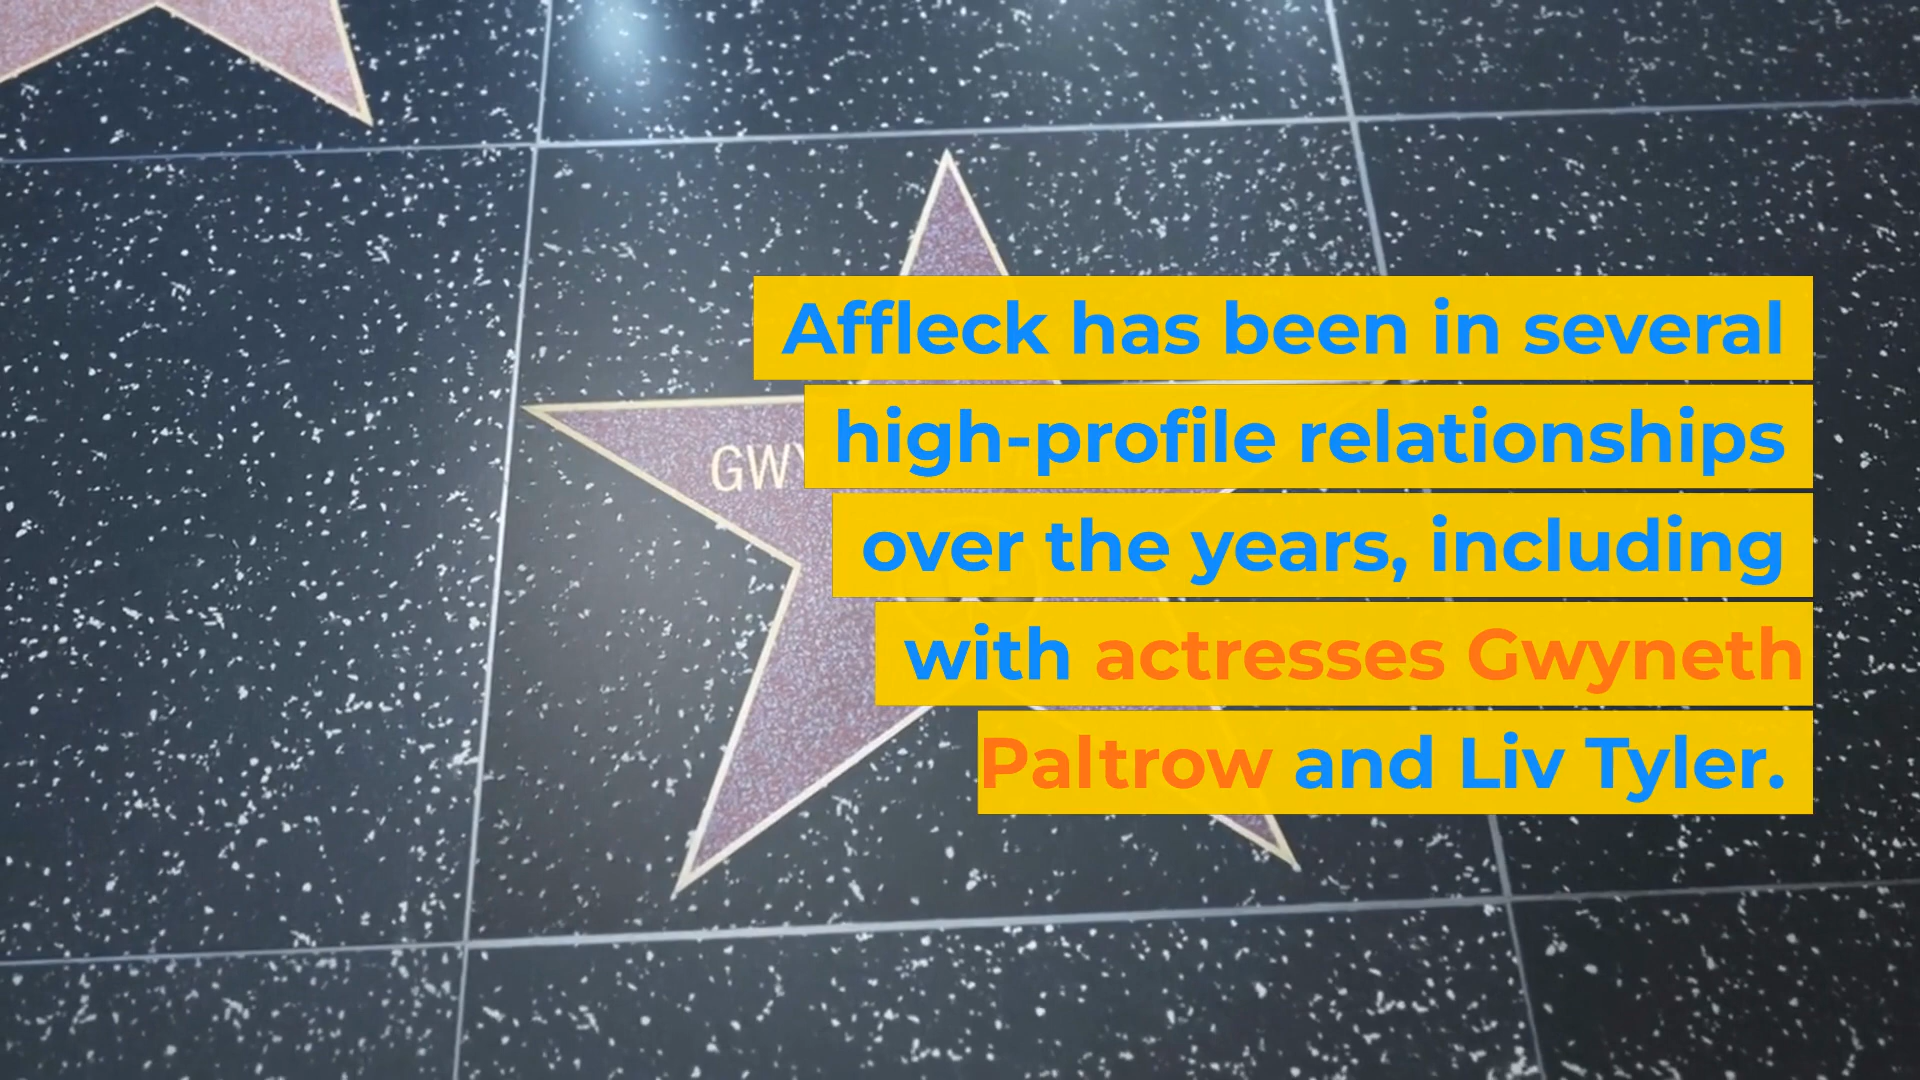 Affleck has been in several
high-profile relationships
over the years, including
with actresses Gwyneth
Paltrow and Liv Tyler.
GWY